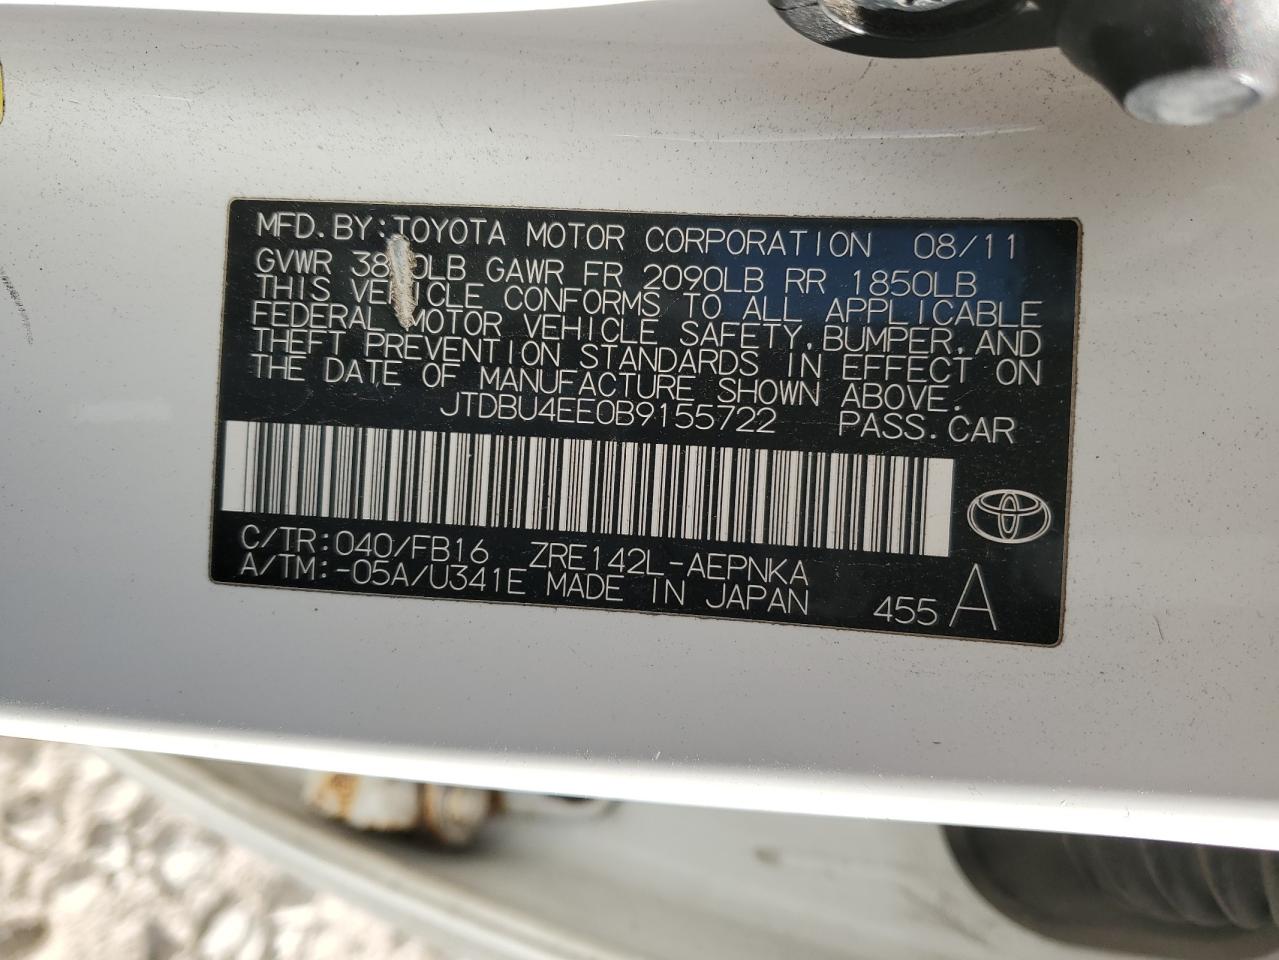 MFD. BY: TOYOTA MOTOR CORPORATION 08/11
GVWR GAWR FR 2090LB RR 1850LB
THIS VEHICLE CONFORMS TO ALL APPLICABLE
FEDERAL MOTOR VEHICLE SAFETY, BUMPER, AND
THEFT PREVENTION STANDARDS IN EFFECT ON
THE DATE OF MANUFACTURE SHOWN ABOVE.
JTDBU4EE0B9155722 PASS. CAR
C/TR: 040/FB16 ZRE142L-AEPNKA
A/TM: -05A/U341E MADE IN JAPAN 455 A